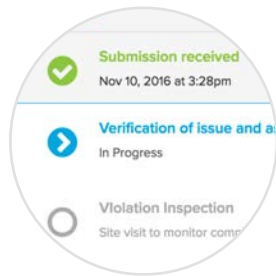 Submission received
Nov 10, 2016 at 3:28pm
Verification of issue and
In Progress
VIolation Inspection
Site visit to monitor